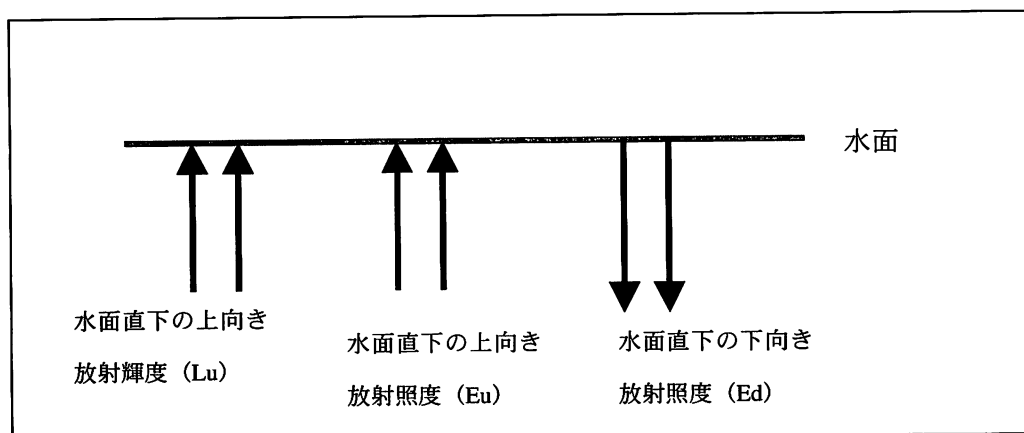 水面
水面直下の上向き
放射輝度（Lu）
水面直下の上向き
放射照度（Eu）
水面直下の下向き
放射照度（Ed）